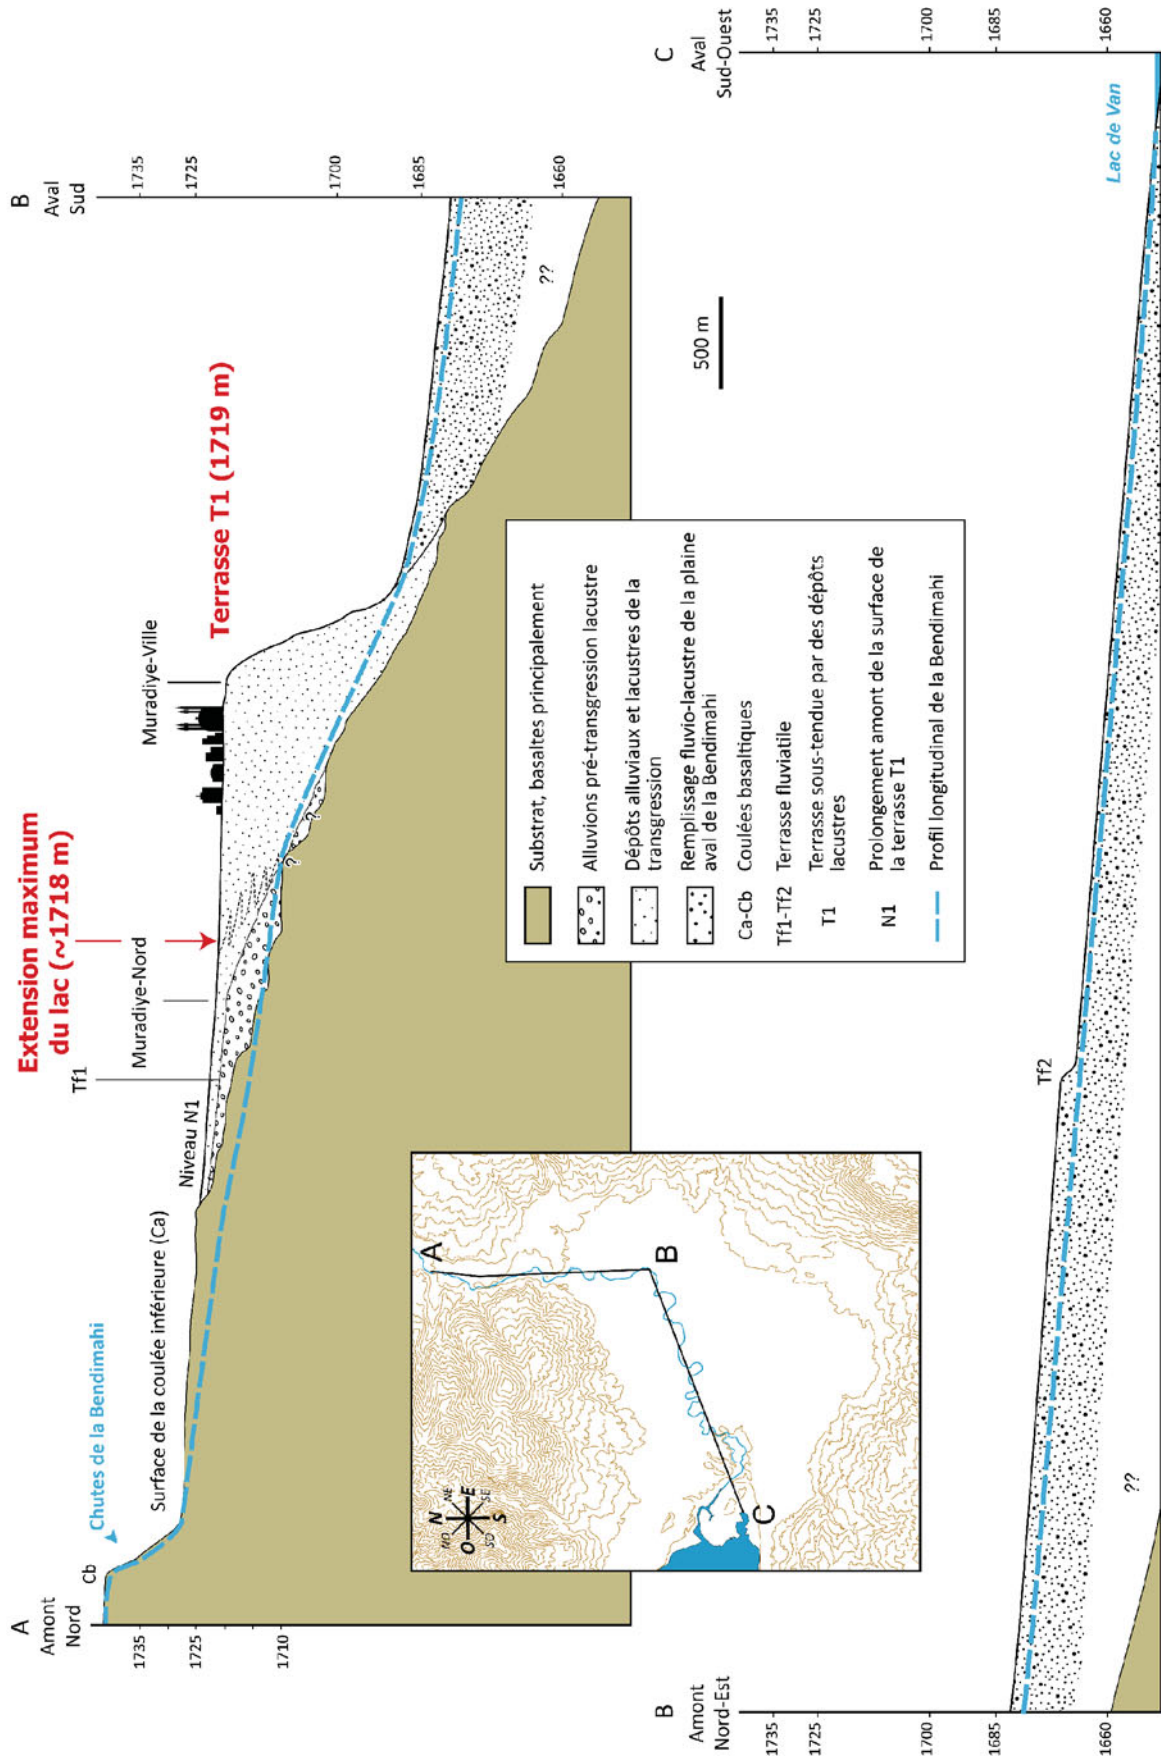 A
Amont
Nord
1735
1725
1710
Cb
Chutes de la Bendimahi
Surface de la coulée inférieure (Ca)
Niveau N1
Tf1
Muradiye-Nord
Extension maximum
du lac (~1718 m)
Muradiye-Ville
Terrasse T1 (1719 m)
?
?
??
B
Aval
Sud
1735
1725
1700
1685
1660
N
NE
E
SE
S
SO
O
NO
A
B
C
Substrat, basaltes principalement
Alluvions pré-transgression lacustre
Dépôts alluviaux et lacustres de la
transgression
Remplissage fluvio-lacustre de la plaine
aval de la Bendimahi
Ca-Cb Coulées basaltiques
Tf1-Tf2 Terrasse fluviatile
T1 Terrasse sous-tendue par des dépôts
lacustres
N1 Prolongement amont de la surface de
la terrasse T1
Profil longitudinal de la Bendimahi
500 m
B
Amont
Nord-Est
1735
1725
1700
1685
1660
??
Tf2
Lac de Van
C
Aval
Sud-Ouest
1735
1725
1700
1685
1660